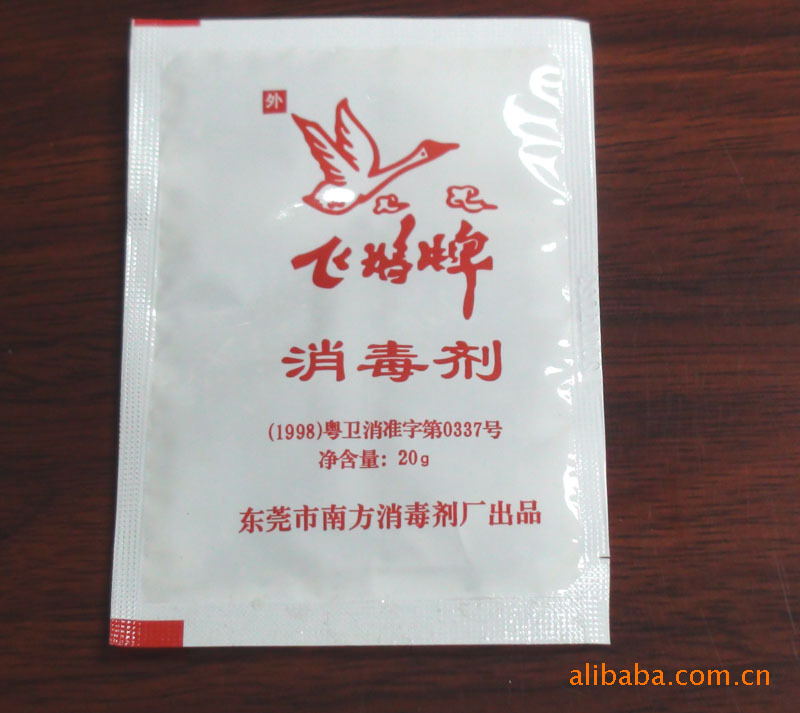 外
飞鹅牌
消毒剂
(1998)粤卫消准字第0337号
净含量: 20g
东莞市南方消毒剂厂出品
alibaba.com.cn